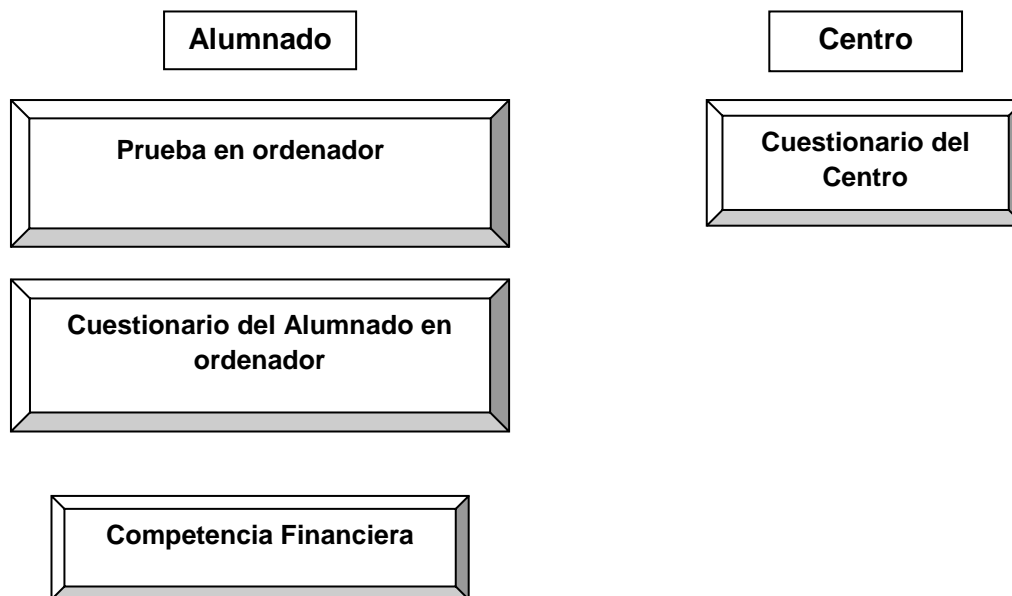 Alumnado
Centro
Prueba en ordenador
Cuestionario del
Centro
Cuestionario del Alumnado en
ordenador
Competencia Financiera